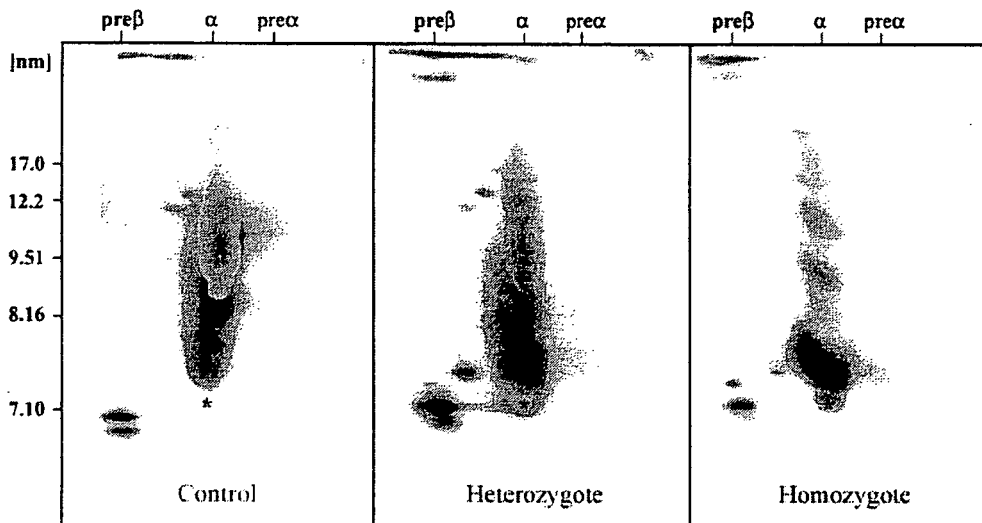 preβ α preα preβ α preα preβ α preα
[nm]
17.0
12.2
9.51
8.16
7.10
* *
Control Heterozygote Homozygote